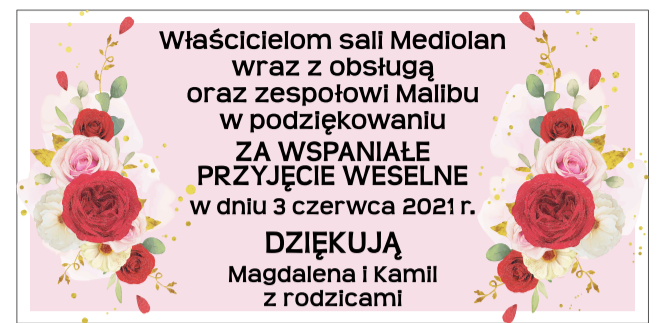 Właścicielom sali Mediolan
wraz z obsługą
oraz zespołowi Malibu
w podziękowaniu
ZA WSPANIAŁE
PRZYJĘCIE WESELNE
w dniu 3 czerwca 2021 r.
DZIĘKUJĄ
Magdalena i Kamil
z rodzicami